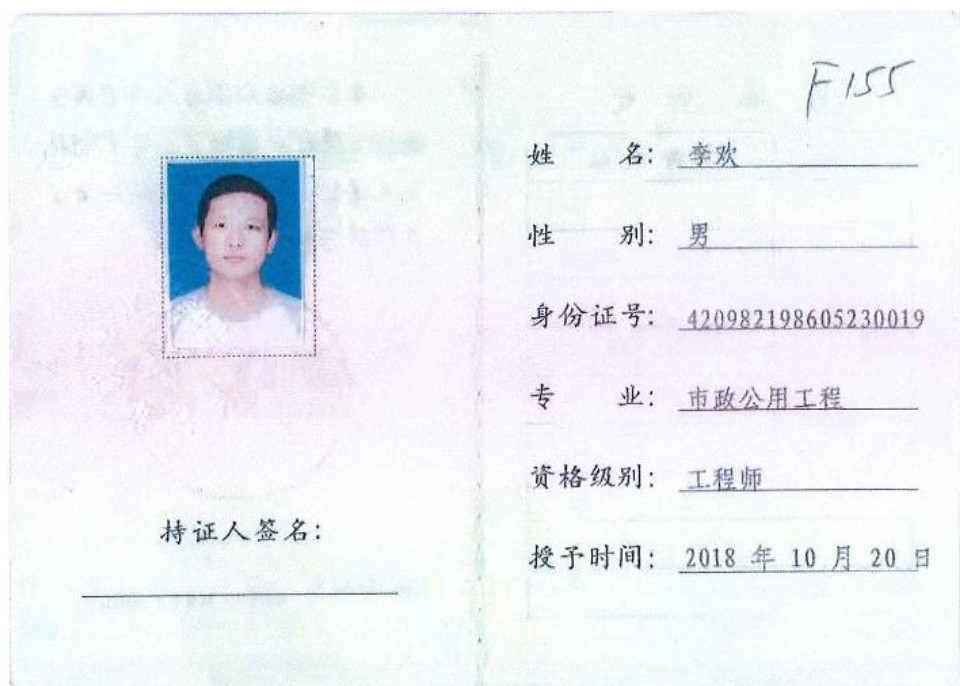 F155
姓 名: 李欢
性 别: 男
身份证号: 420982198605230019
专 业: 市政公用工程
资格级别: 工程师
持证人签名:
授予时间: 2018 年 10 月 20 日